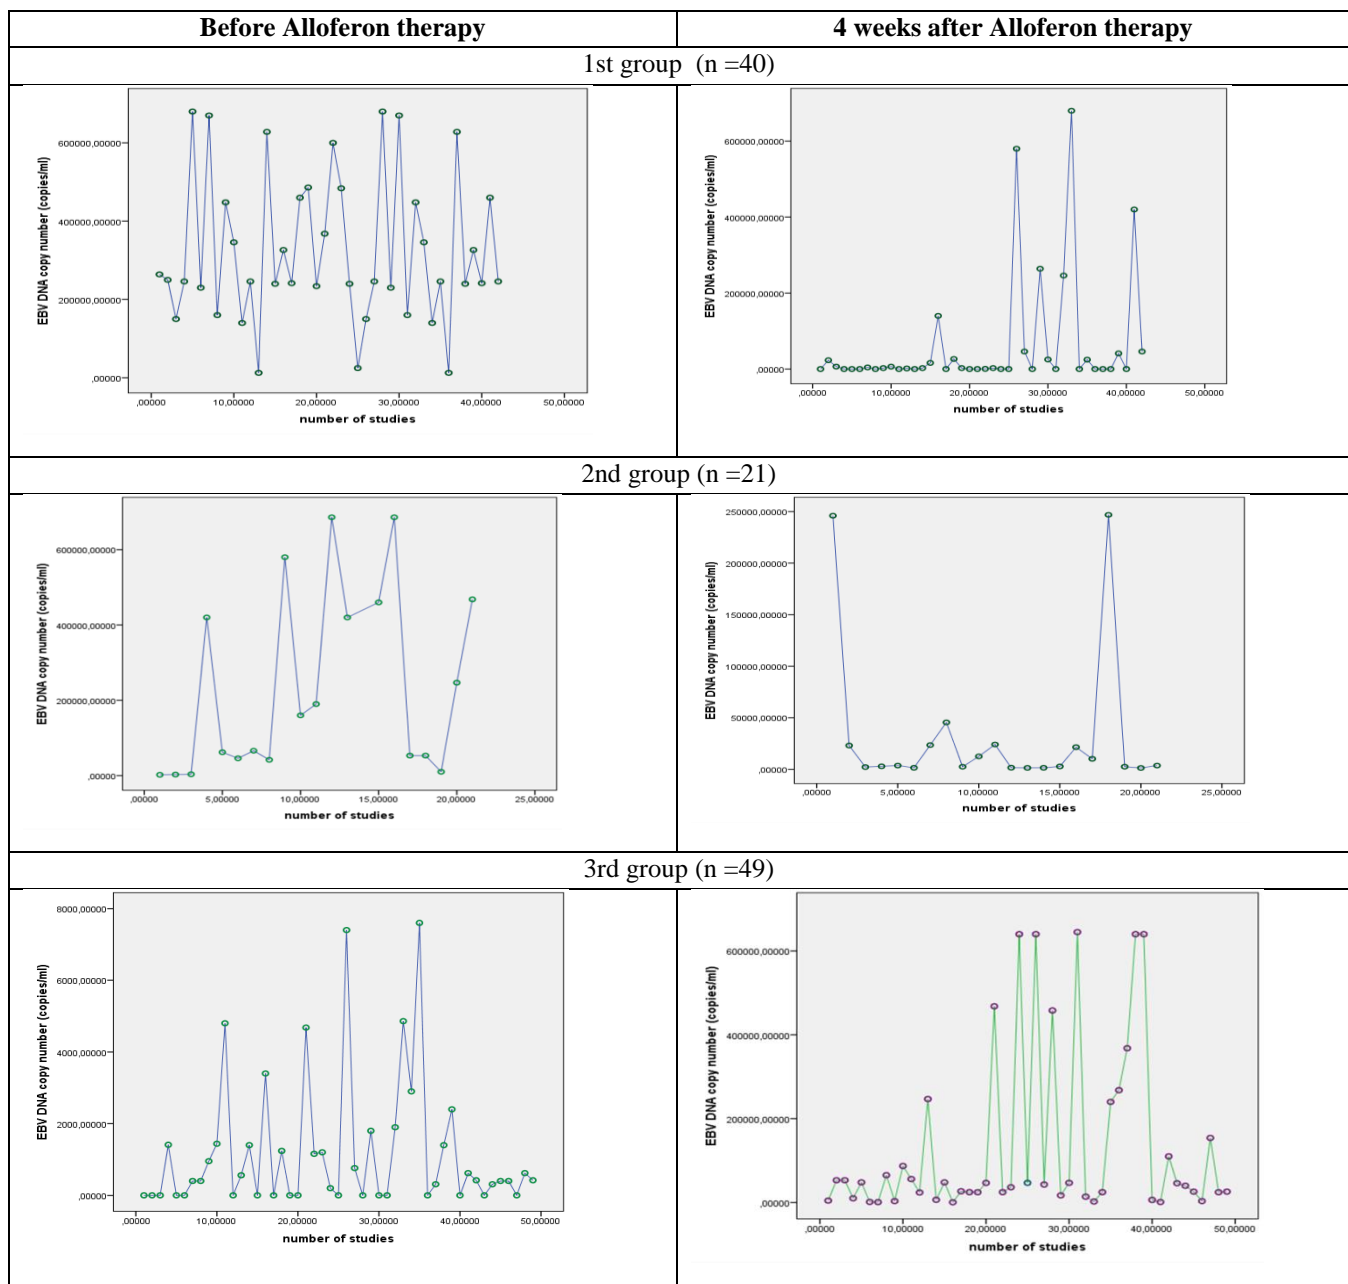 Before Alloferon therapy
4 weeks after Alloferon therapy
1st group (n =40)
EBV DNA copy number (copies/ml)
600000,00000
400000,00000
200000,00000
,00000
,00000 10,00000 20,00000 30,00000 40,00000 50,00000
number of studies
EBV DNA copy number (copies/ml)
600000,00000
400000,00000
200000,00000
,00000
,00000 10,00000 20,00000 30,00000 40,00000 50,00000
number of studies
2nd group (n =21)
EBV DNA copy number (copies/ml)
600000,00000
400000,00000
200000,00000
,00000
,00000 5,00000 10,00000 15,00000 20,00000 25,00000
number of studies
EBV DNA copy number (copies/ml)
250000,00000
200000,00000
150000,00000
100000,00000
50000,00000
,00000
,00000 5,00000 10,00000 15,00000 20,00000 25,00000
number of studies
3rd group (n =49)
EBV DNA copy number (copies/ml)
8000,00000
6000,00000
4000,00000
2000,00000
,00000
,00000 10,00000 20,00000 30,00000 40,00000 50,00000
number of studies
EBV DNA copy number (copies/ml)
600000,00000
400000,00000
200000,00000
,00000
,00000 10,00000 20,00000 30,00000 40,00000 50,00000
number of studies